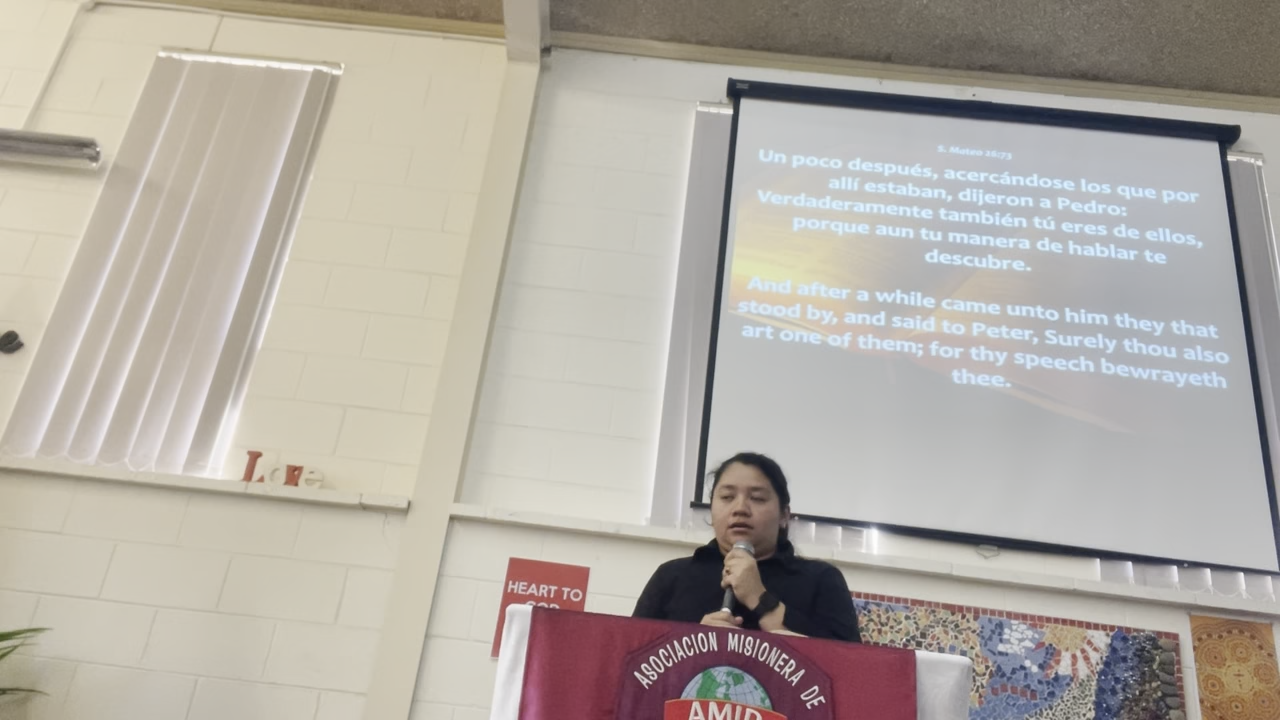 S. Mateo 26:73
Un poco después, acercándose los que por
allí estaban, dijeron a Pedro:
Verdaderamente también tú eres de ellos,
porque aun tu manera de hablar te
descubre.
And after a while came unto him they that
stood by, and said to Peter, Surely thou also
art one of them; for thy speech bewrayeth
thee.
Love
HEART TO
GOD
ASOCIACION MISIONERA DE
AMID